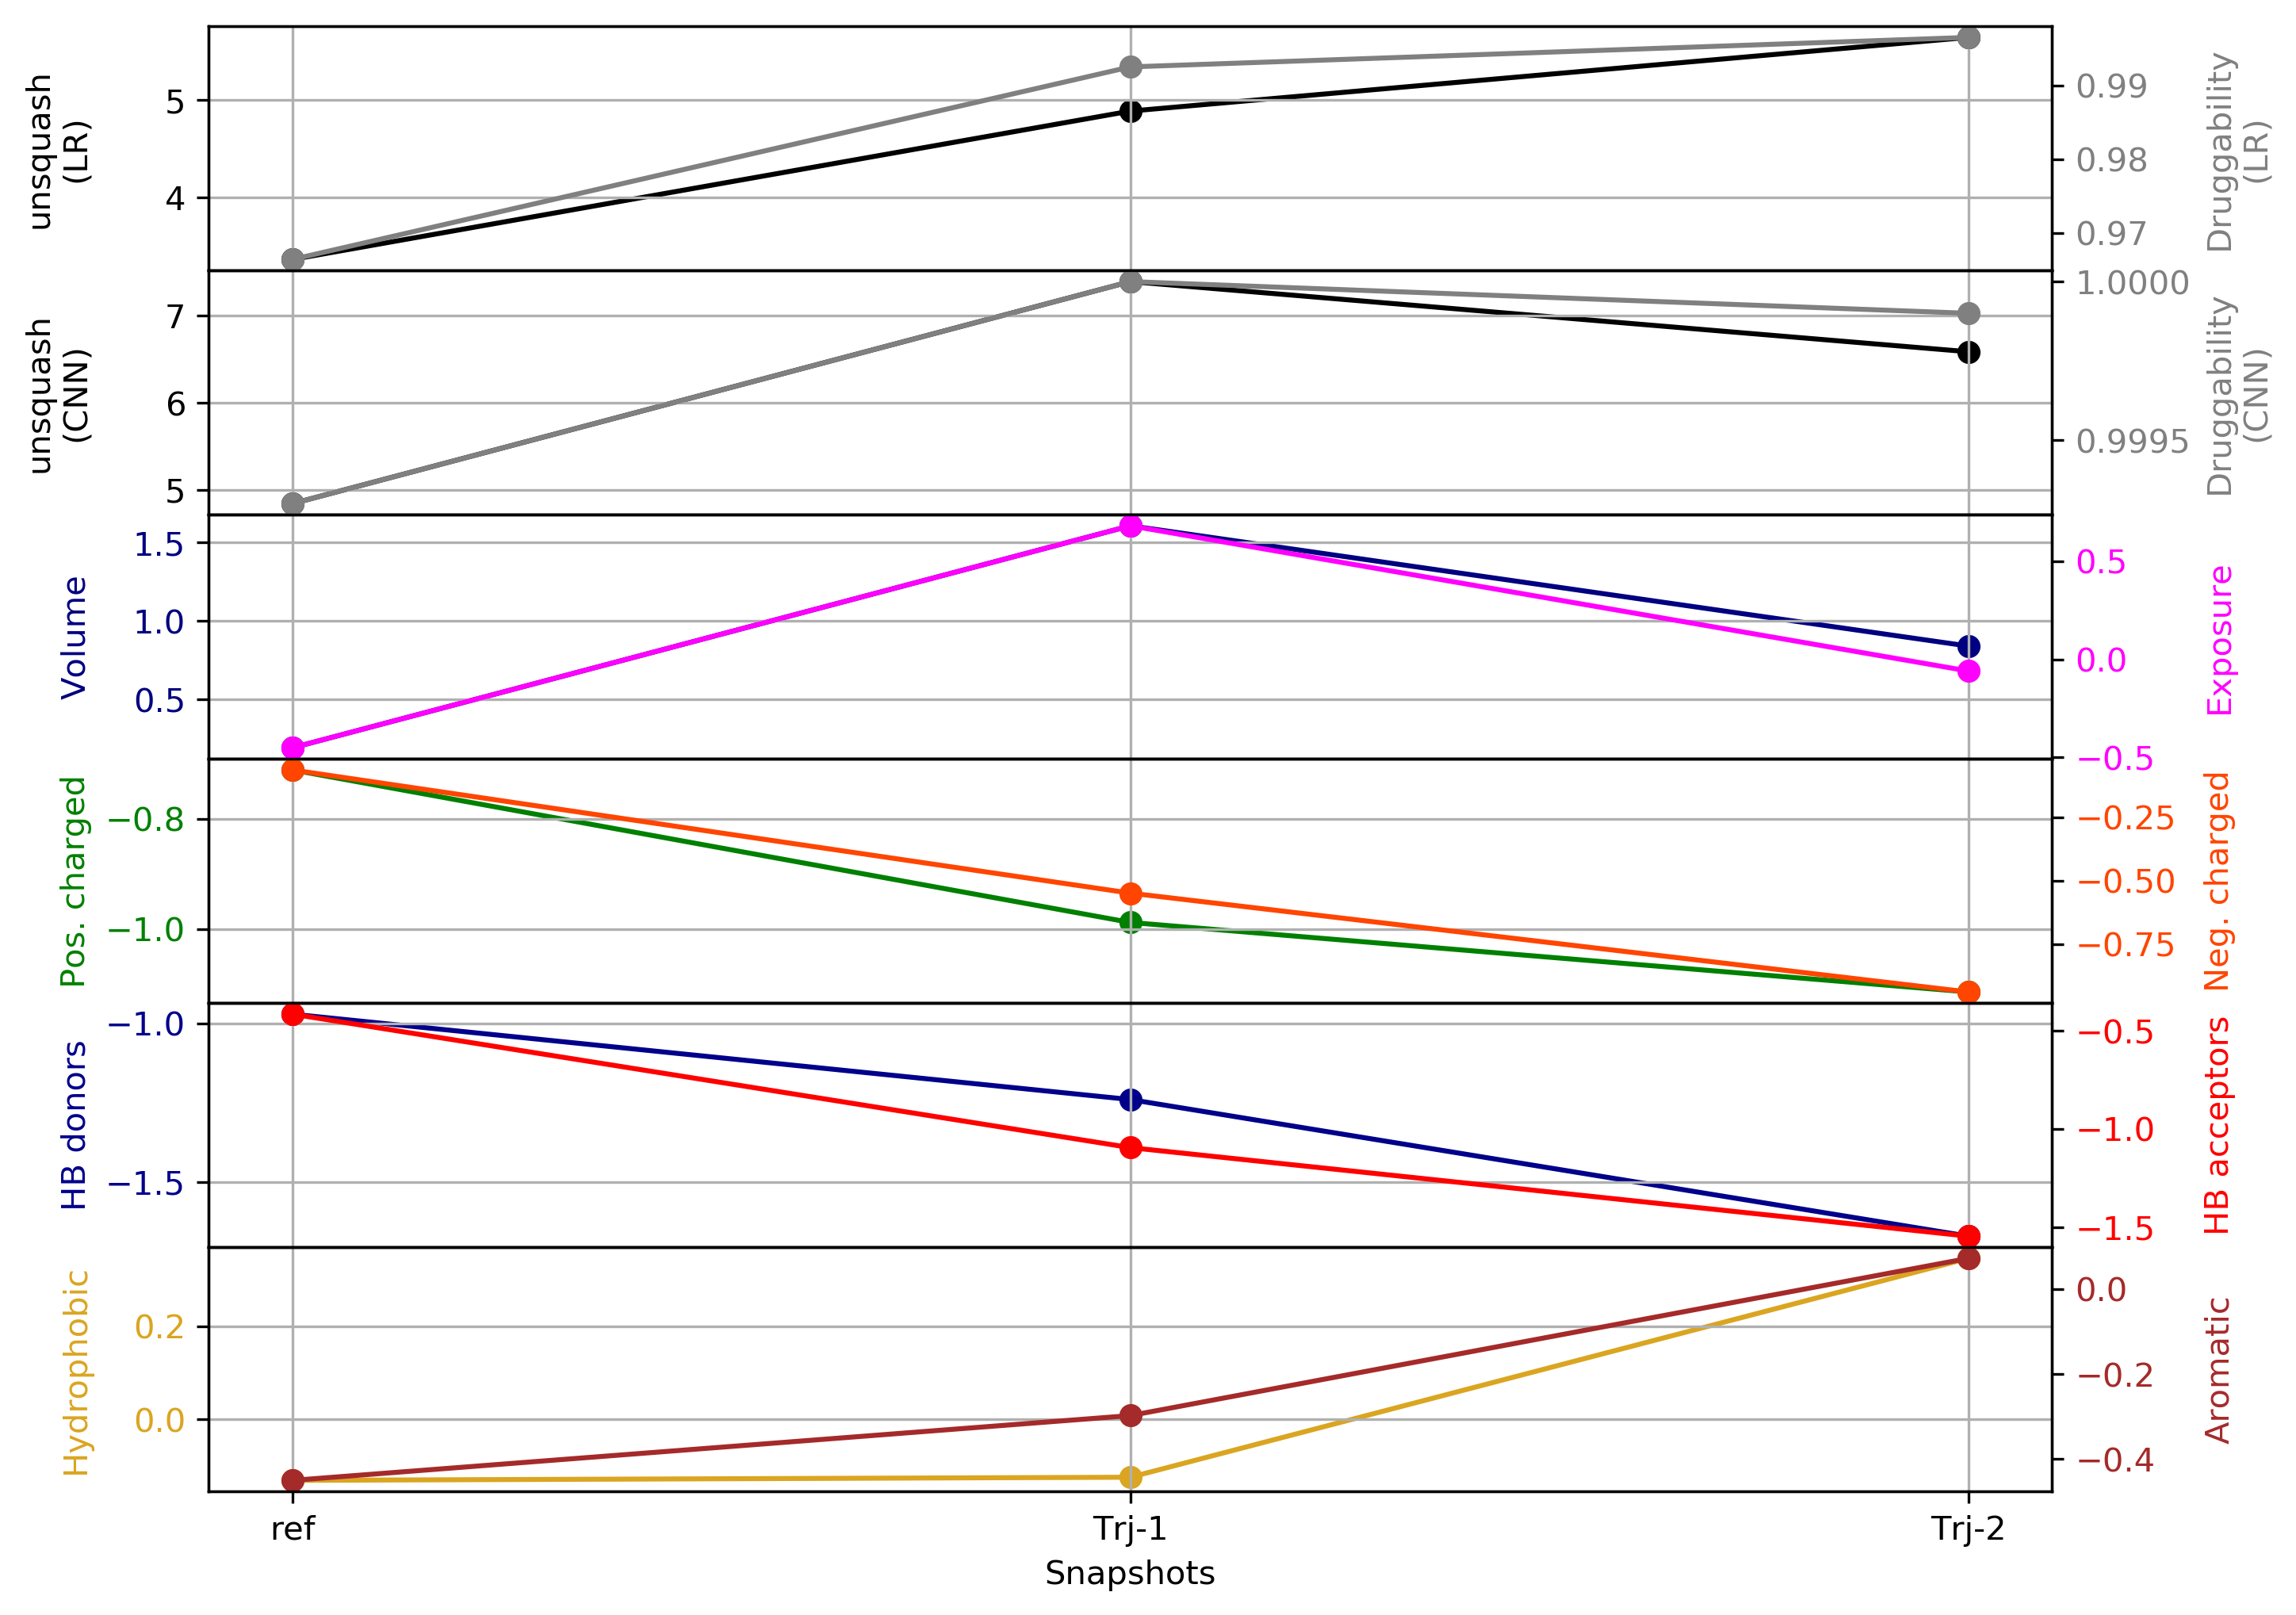 unsquash
(LR)
5
4
0.99
0.98
0.97
Druggability
(LR)
unsquash
(CNN)
7
6
5
1.0000
0.9995
Druggability
(CNN)
Volume
1.5
1.0
0.5
0.5
0.0
−0.5
Exposure
Pos. charged
−0.8
−1.0
−0.25
−0.50
−0.75
Neg. charged
HB donors
−1.0
−1.5
−0.5
−1.0
−1.5
HB acceptors
Hydrophobic
0.2
0.0
0.0
−0.2
−0.4
Aromatic
ref
Trj-1
Trj-2
Snapshots